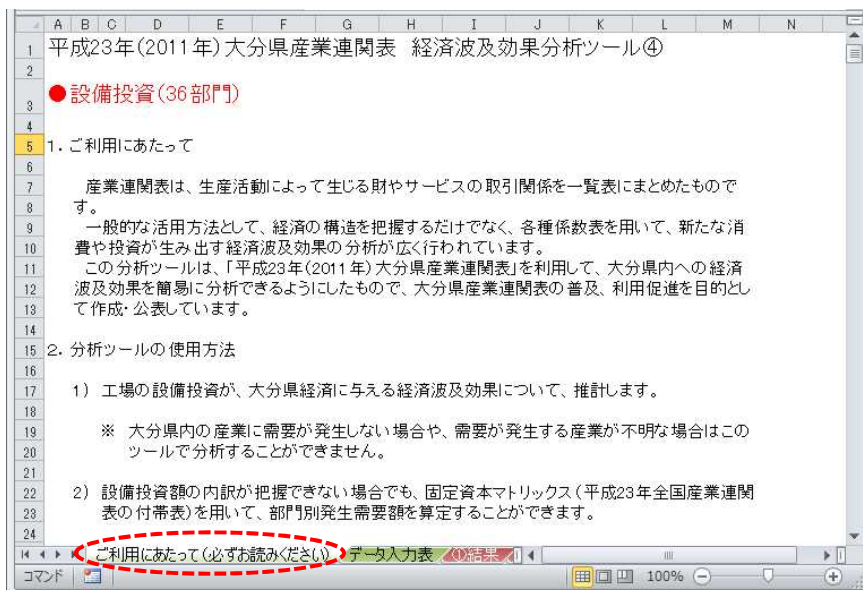 A B C D E F G H I J K L M N
1 平成23年(2011年)大分県産業連関表 経済波及効果分析ツール④
2
3 ●設備投資(36部門)
4
5 1. ご利用にあたって
6
7 産業連関表は、生産活動によって生じる財やサービスの取引関係を一覧表にまとめたもので
8 す。
9 一般的な活用方法として、経済の構造を把握するだけでなく、各種係数表を用いて、新たな消
10 費や投資が生み出す経済波及効果の分析が広く行われています。
11 この分析ツールは、「平成23年(2011年)大分県産業連関表」を利用して、大分県内への経済
12 波及効果を簡易に分析できるようにしたもので、大分県産業連関表の普及、利用促進を目的とし
13 て作成・公表しています。
14
15 2. 分析ツールの使用方法
16
17 1) 工場の設備投資が、大分県経済に与える経済波及効果について、推計します。
18
19 ※ 大分県内の産業に需要が発生しない場合や、需要が発生する産業が不明な場合はこの
20 ツールで分析することができません。
21
22 2) 設備投資額の内訳が把握できない場合でも、固定資本マトリックス(平成23年全国産業連関
23 表の付帯表)を用いて、部門別発生需要額を算定することができます。
24
ご利用にあたって(必ずお読みください) データ入力表 ①結果
コマンド 100%